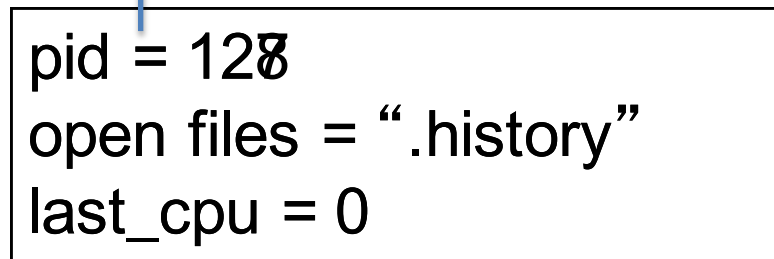 pid =
open files = “.history”
last_cpu = 0